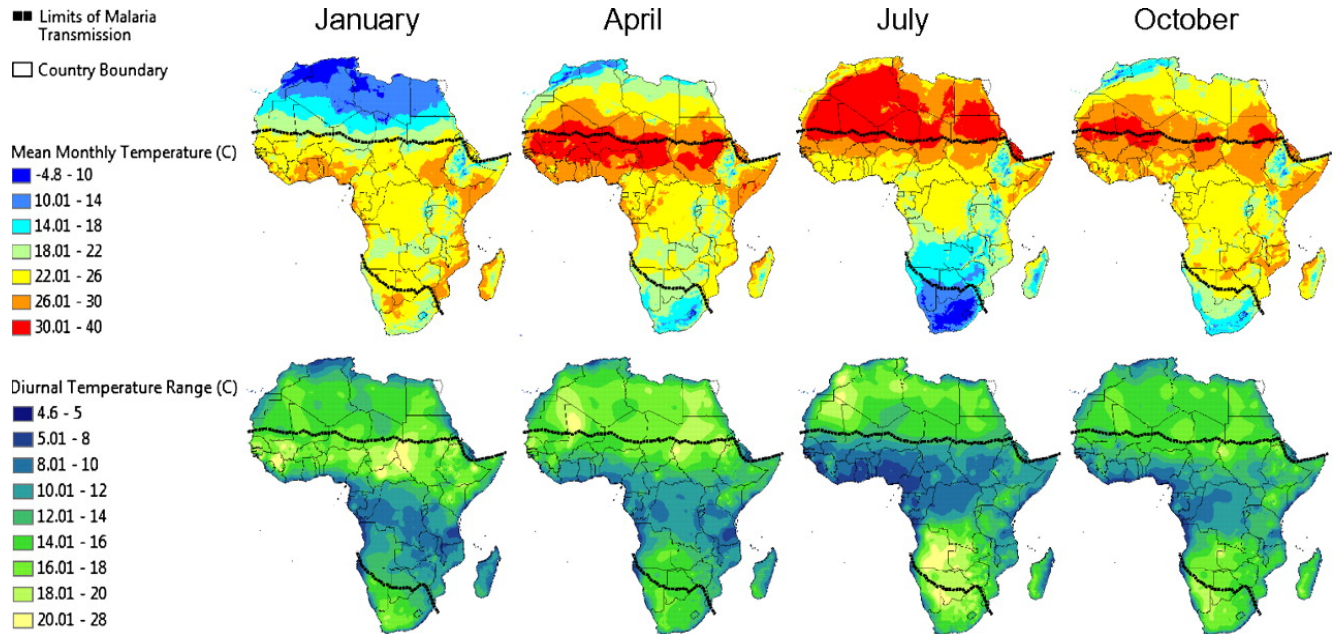 Limits of Malaria
Transmission
Country Boundary
January
April
July
October
Mean Monthly Temperature (C)
-4.8 - 10
10.01 - 14
14.01 - 18
18.01 - 22
22.01 - 26
26.01 - 30
30.01 - 40
Diurnal Temperature Range (C)
4.6 - 5
5.01 - 8
8.01 - 10
10.01 - 12
12.01 - 14
14.01 - 16
16.01 - 18
18.01 - 20
20.01 - 28